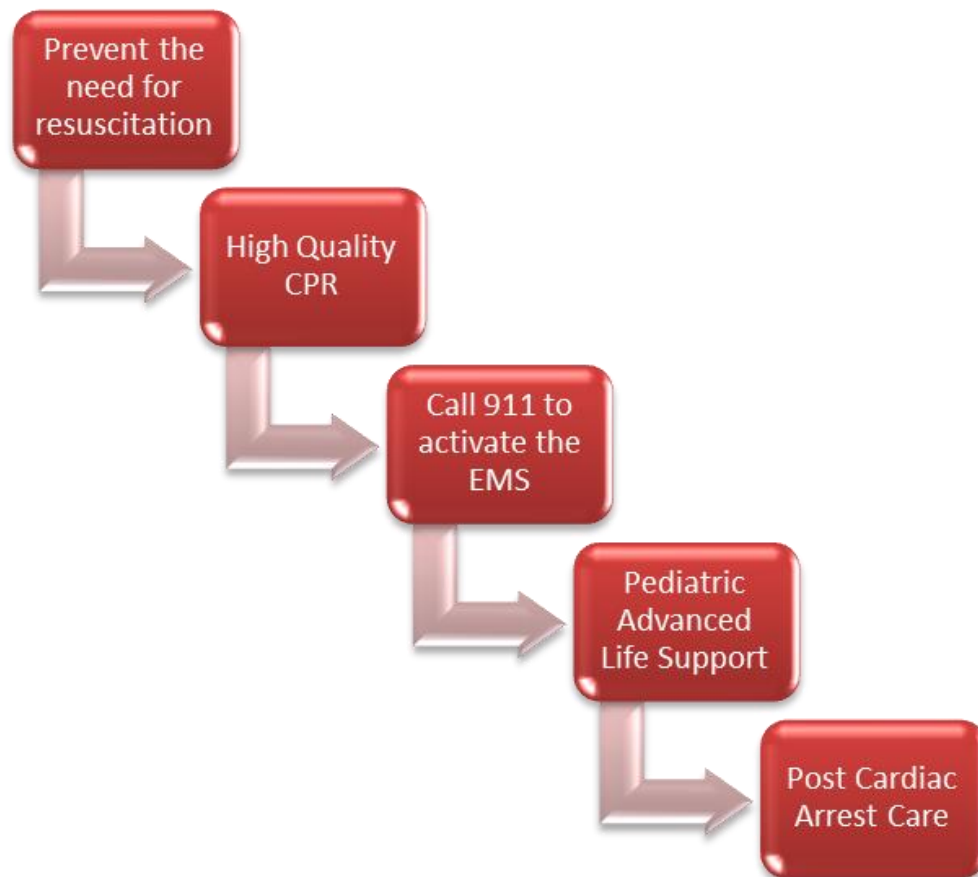 Prevent the
need for
resuscitation
High Quality
CPR
Call 911 to
activate the
EMS
Pediatric
Advanced
Life Support
Post Cardiac
Arrest Care